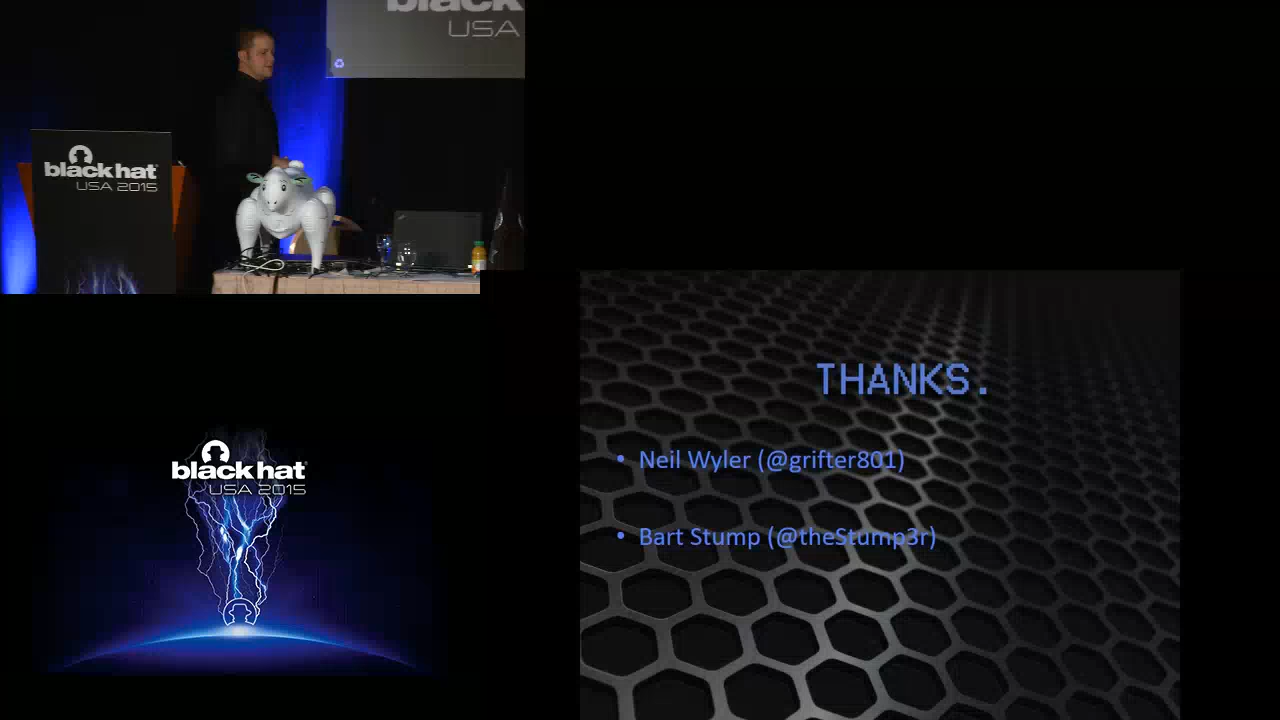 black
USA
black hat
USA 2015
THANKS.
• Neil Wyler (@grifter801)
• Bart Stump (@theStump3r)
black hat
USA 2015